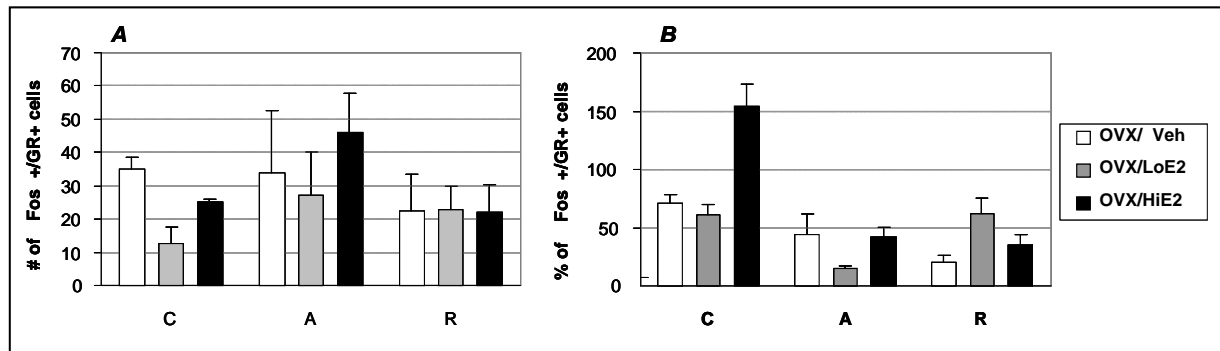 A
# of Fos +/GR+ cells
70
60
50
40
30
20
10
0
C A R
B
% of Fos +/GR+ cells
200
150
100
50
0
C A R
OVX/ Veh
OVX/LoE2
OVX/HiE2